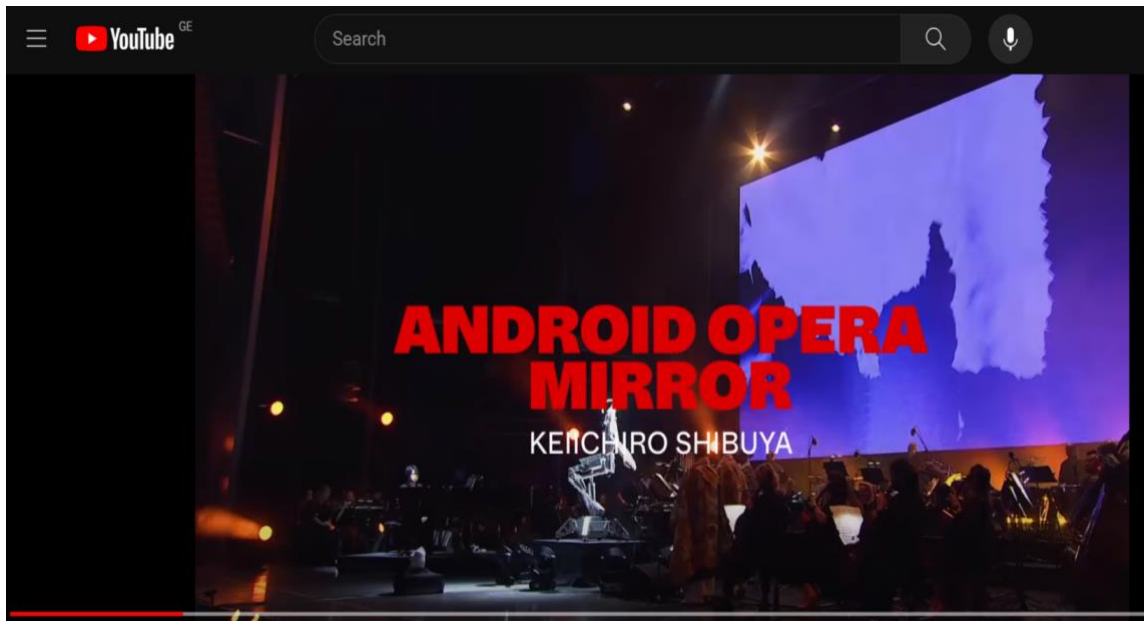 YouTube GE
Search
ANDROID OPERA
MIRROR
KEIICHIRO SHIBUYA